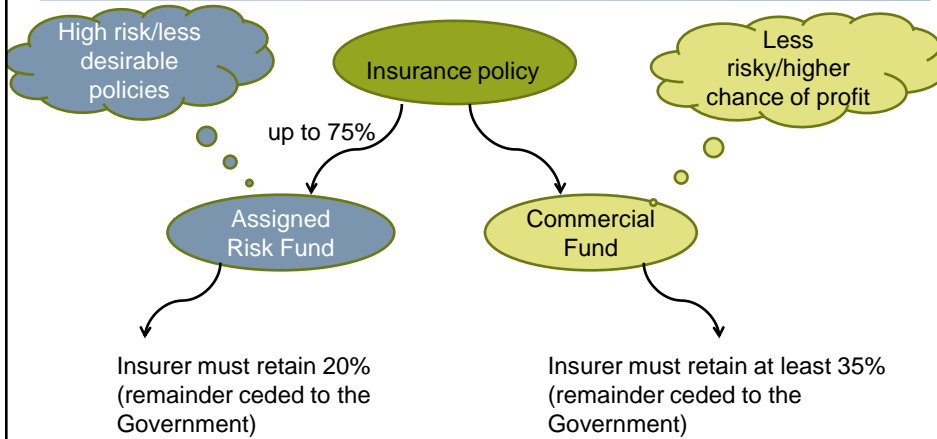 High risk/less
desirable
policies
Insurance policy
Less
risky/higher
chance of profit
up to 75%
Assigned
Risk Fund
Commercial
Fund
Insurer must retain 20%
(remainder ceded to the
Government)
Insurer must retain at least 35%
(remainder ceded to the
Government)